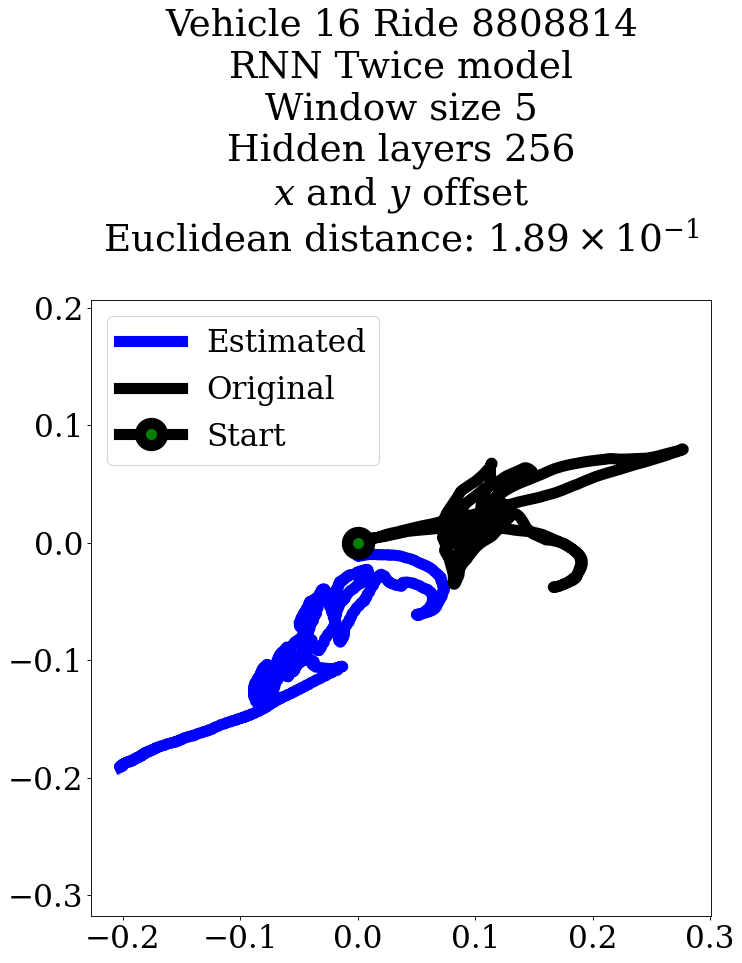 Vehicle 16 Ride 8808814
RNN Twice model
Window size 5
Hidden layers 256
x and y offset
Euclidean distance: 1.89 × 10⁻¹
Estimated
Original
Start
0.2
0.1
0.0
−0.1
−0.2
−0.3
−0.2 −0.1 0.0 0.1 0.2 0.3